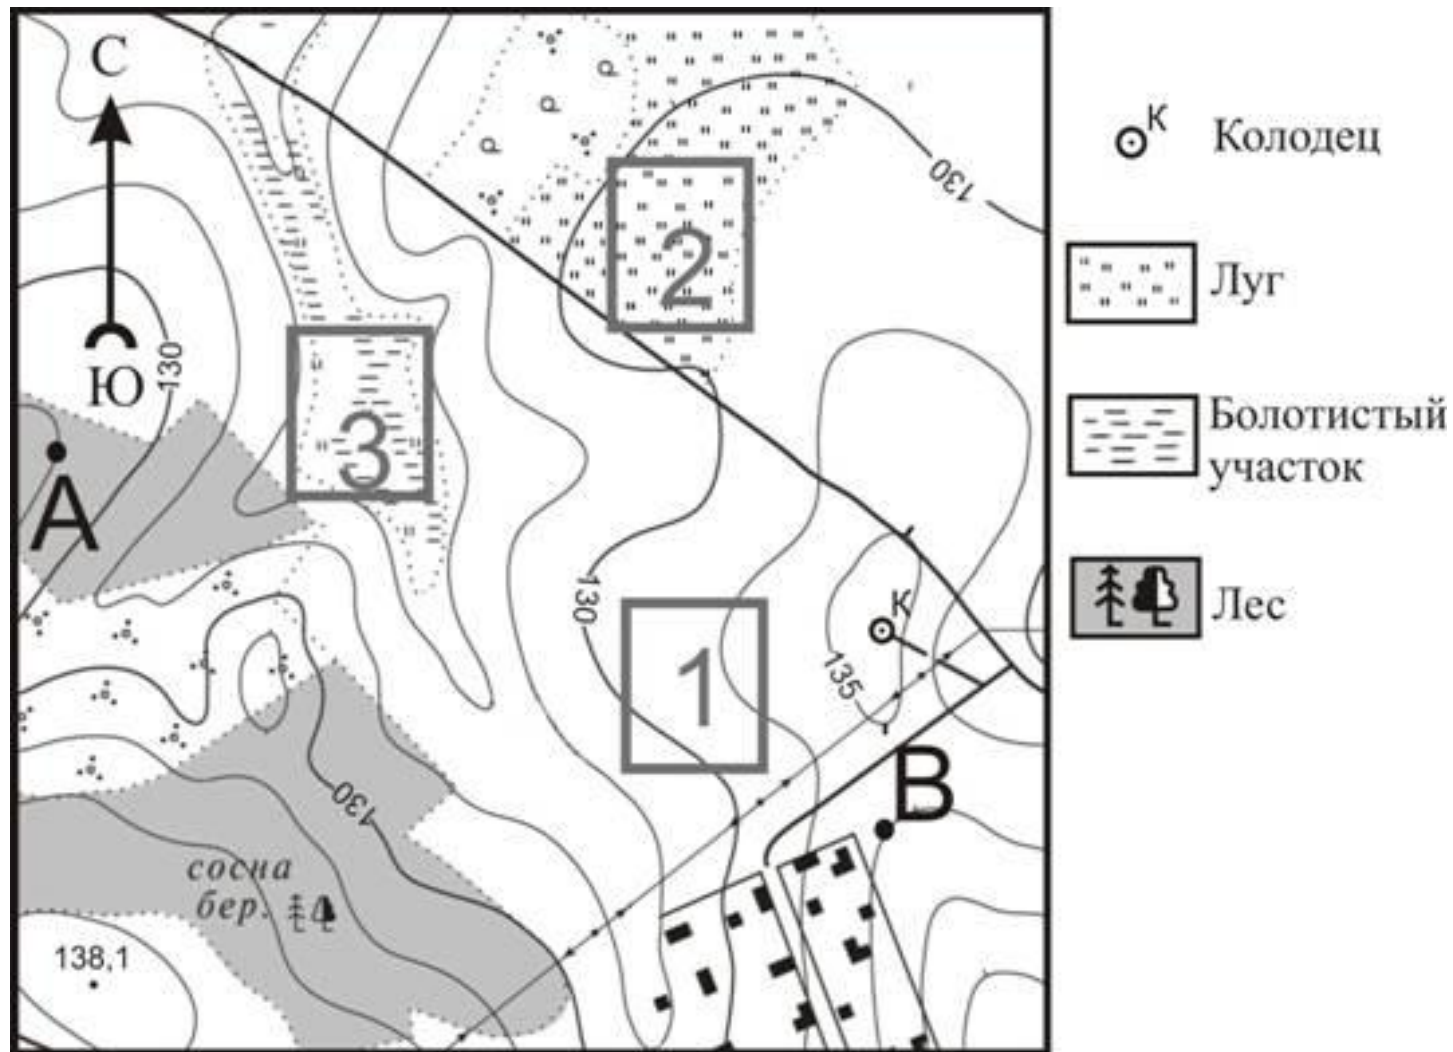 С
Ю
130
130
2
3
А
130
К
1
135
130
В
сосна
бер.
138,1
К
Колодец
Луг
Болотистый
участок
Лес